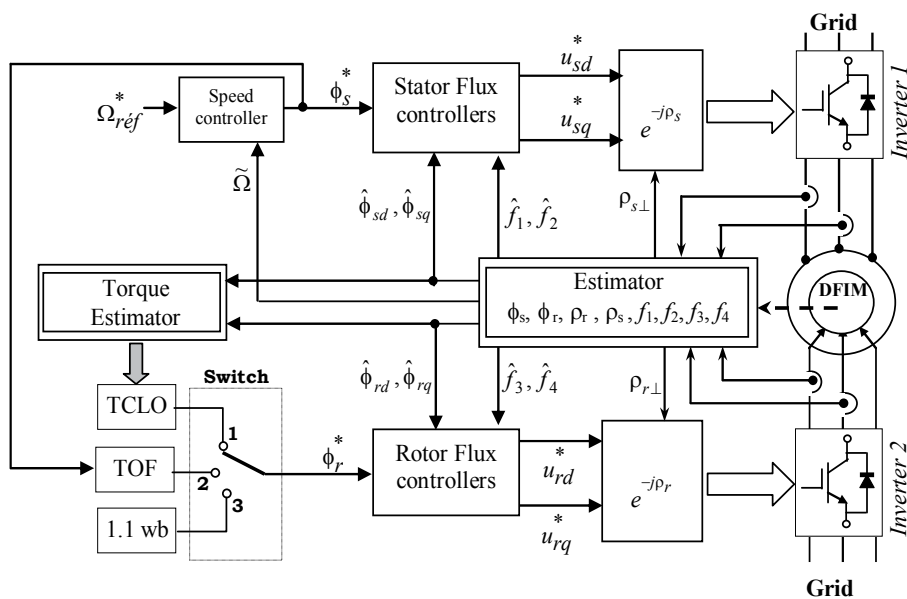 Grid
Ω*réf
Speed
controller
ϕ*s
Stator Flux
controllers
u*sd
u*sq
e^−jρs
Inverter 1
Ω̃
ϕ̂sd , ϕ̂sq
f̂1 , f̂2
ρs⊥
Torque
Estimator
Estimator
ϕs, ϕr, ρr , ρs , f1, f2, f3, f4
DFIM
Switch
ϕ̂rd , ϕ̂rq
f̂3 , f̂4
ρr⊥
TCLO
1
TOF
2
3
1.1 wb
ϕ*r
Rotor Flux
controllers
u*rd
u*rq
e^−jρr
Inverter 2
Grid